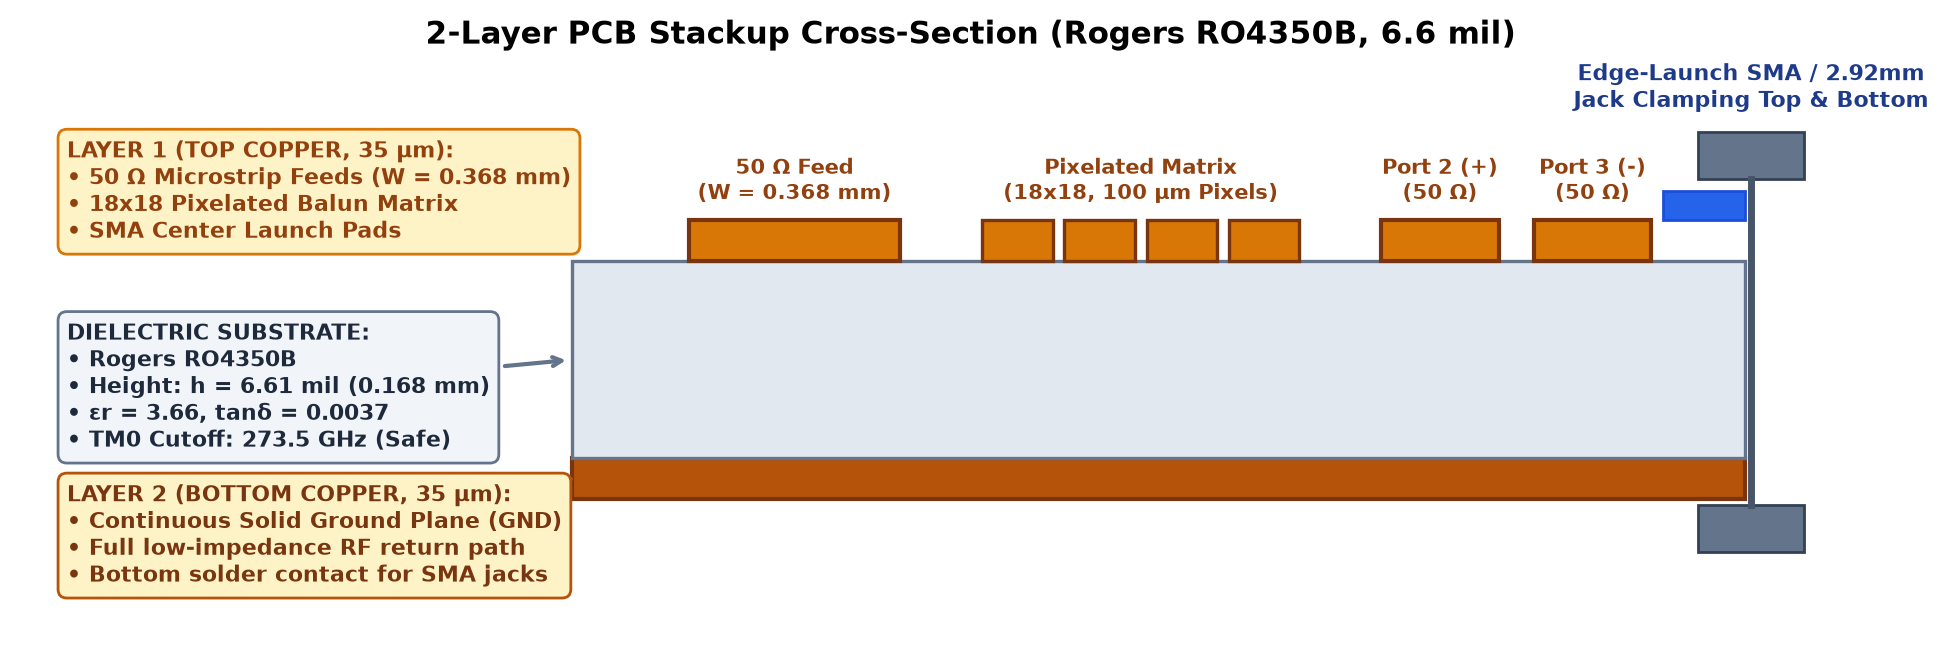 2-Layer PCB Stackup Cross-Section (Rogers RO4350B, 6.6 mil)
Edge-Launch SMA / 2.92mm
Jack Clamping Top & Bottom
LAYER 1 (TOP COPPER, 35 µm):
• 50 Ω Microstrip Feeds (W = 0.368 mm)
• 18x18 Pixelated Balun Matrix
• SMA Center Launch Pads
50 Ω Feed
(W = 0.368 mm)
Pixelated Matrix
(18x18, 100 µm Pixels)
Port 2 (+)
(50 Ω)
Port 3 (-)
(50 Ω)
DIELECTRIC SUBSTRATE:
• Rogers RO4350B
• Height: h = 6.61 mil (0.168 mm)
• εr = 3.66, tanδ = 0.0037
• TM0 Cutoff: 273.5 GHz (Safe)
LAYER 2 (BOTTOM COPPER, 35 µm):
• Continuous Solid Ground Plane (GND)
• Full low-impedance RF return path
• Bottom solder contact for SMA jacks